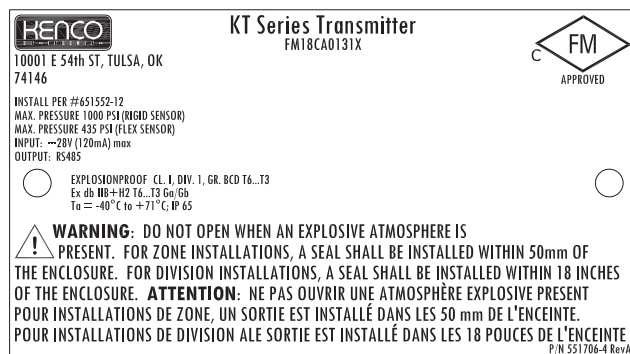 KENCO
KT Series Transmitter
FM18CA0131X
C FM
APPROVED
10001 E 54th ST, TULSA, OK
74146
INSTALL PER #651552-12
MAX. PRESSURE 1000 PSI (RIGID SENSOR)
MAX. PRESSURE 435 PSI (FLEX SENSOR)
INPUT: ⎓28V (120mA) max
OUTPUT: RS485
EXPLOSIONPROOF CL. I, DIV. 1, GR. BCD T6...T3
Ex db IIB+H2 T6...T3 Ga/Gb
Ta = -40°C to +71°C; IP 65
! WARNING: DO NOT OPEN WHEN AN EXPLOSIVE ATMOSPHERE IS
PRESENT. FOR ZONE INSTALLATIONS, A SEAL SHALL BE INSTALLED WITHIN 50mm OF
THE ENCLOSURE. FOR DIVISION INSTALLATIONS, A SEAL SHALL BE INSTALLED WITHIN 18 INCHES
OF THE ENCLOSURE. ATTENTION: NE PAS OUVRIR UNE ATMOSPHÈRE EXPLOSIVE PRESENT
POUR INSTALLATIONS DE ZONE, UN SORTIE EST INSTALLÉ DANS LES 50 mm DE L'ENCEINTE.
POUR INSTALLATIONS DE DIVISION ALE SORTIE EST INSTALLÉ DANS LES 18 POUCES DE L'ENCEINTE
P/N 551706-4 RevA